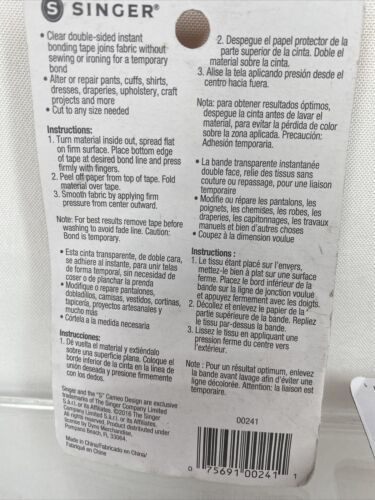 S SINGER®
• Clear double-sided instant
bonding tape joins fabric without
sewing or ironing for a temporary
bond
• Alter or repair pants, cuffs, shirts,
dresses, draperies, upholstery, craft
projects and more
• Cut to any size needed
Instructions:
1. Turn material inside out, spread flat
on firm surface. Place bottom edge
of tape at desired bond line and press
firmly with fingers.
2. Peel off paper from top of tape. Fold
material over tape.
3. Smooth fabric by applying firm
pressure from center outward.
Note: For best results remove tape before
washing to avoid fade line. Caution:
Bond is temporary.
• Esta cinta transparente, de doble cara,
se adhiere al instante, para unir telas
de forma temporal, sin necesidad de
coser o de planchar la prenda
• Modifique o repare pantalones,
dobladillos, camisas, vestidos, cortinas,
tapicería, proyectos artesanales y
mucho más
• Córtela a la medida necesaria
Instrucciones:
1. Dé vuelta el material y extiéndalo
sobre una superficie plana. Coloque el
borde inferior de la cinta en la línea de
unión deseada y presione firmemente
con los dedos.
2. Despegue el papel protector de la
parte superior de la cinta. Doble el
material sobre la cinta.
3. Alise la tela aplicando presión desde el
centro hacia fuera.
Nota: para obtener resultados óptimos,
despegue la cinta antes de lavar el
material, para evitar la pérdida de color
sobre la zona aplicada. Precaución:
Adhesión temporaria.
• La bande transparente instantanée
double face, relie des tissus sans
couture ou repassage, pour une liaison
temporaire
• Modifie ou répare les pantalons, les
poignets, les chemises, les robes, les
draperies, les capitonnages, les travaux
manuels et bien d'autres choses
• Coupez à la dimension voulue
Instructions :
1. Le tissu étant placé sur l'envers,
mettez-le bien à plat sur une surface
ferme. Placez le bord inférieur de la
bande sur la ligne de jonction voulue
et appuyez fermement avec les doigts.
2. Décollez et enlevez le papier de la
partie supérieure de la bande. Repliez
le tissu par-dessus la bande.
3. Lissez le tissu en appliquant une
pression ferme du centre vers
l'extérieur.
Note : Pour un résultat optimum, enlevez
la bande avant lavage afin d'éviter une
ligne décolorée. Attention: la liaison est
temporaire.
Singer and the "S" Cameo Design are exclusive
trademarks of The Singer Company Limited
S.a.r.l. or its Affiliates. ©2016 The Singer
Company Limited S.a.r.l. or its Affiliates.
All rights reserved. Product distributed under
license by Dyno Merchandise,
Pompano Beach, FL 33064
Made in China/Fabricado en China/
Fabriqué en Chine
00241
0 75691 00241 1